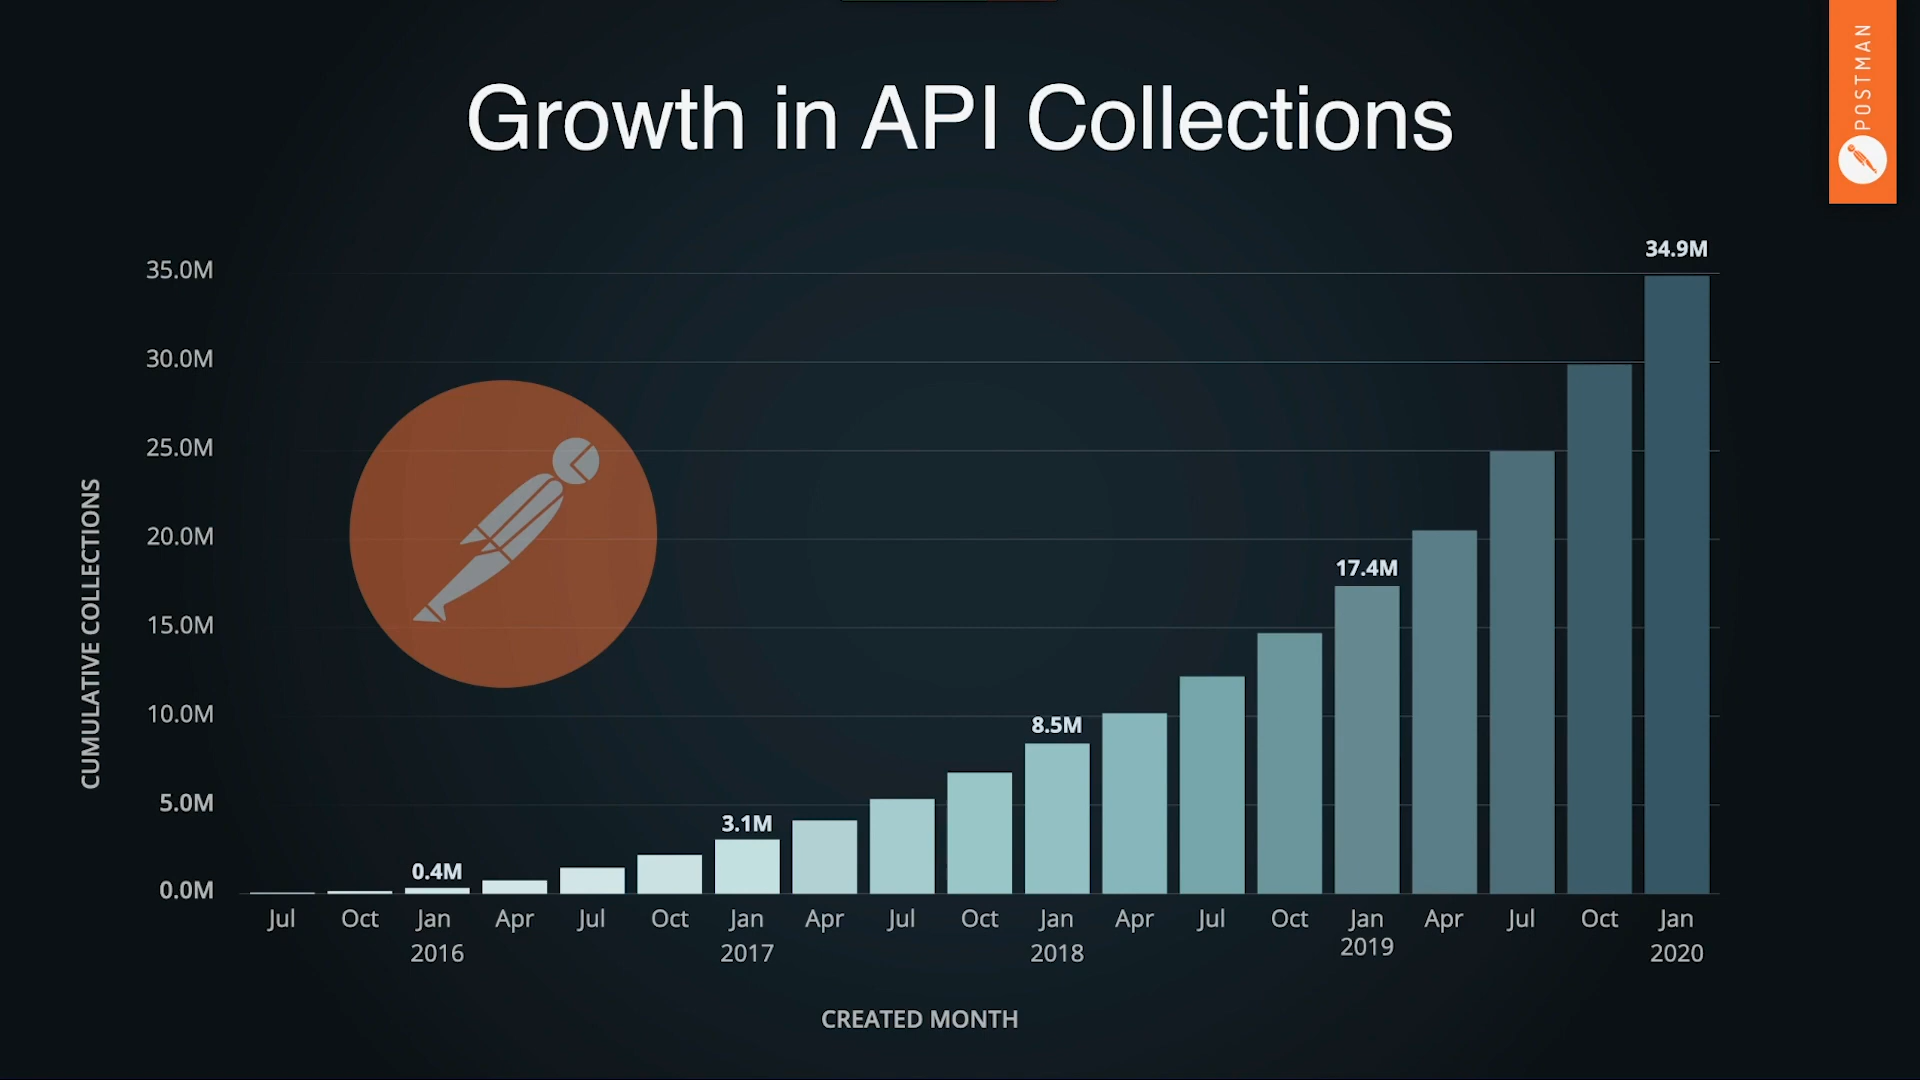 Growth in API Collections
POSTMAN
34.9M
35.0M
30.0M
25.0M
20.0M
17.4M
15.0M
10.0M
8.5M
5.0M
3.1M
0.4M
0.0M
CUMULATIVE COLLECTIONS
Jul Oct Jan Apr Jul Oct Jan Apr Jul Oct Jan Apr Jul Oct Jan Apr Jul Oct Jan
2016 2017 2018 2019 2020
CREATED MONTH